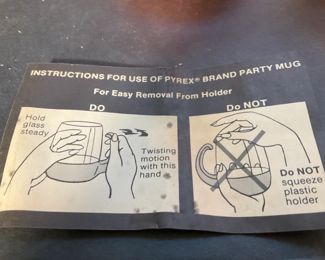 INSTRUCTIONS FOR USE OF PYREX® BRAND PARTY MUG
For Easy Removal From Holder
DO
Hold
glass
steady
Twisting
motion
with this
hand
Do NOT
Do NOT
squeeze
plastic
holder